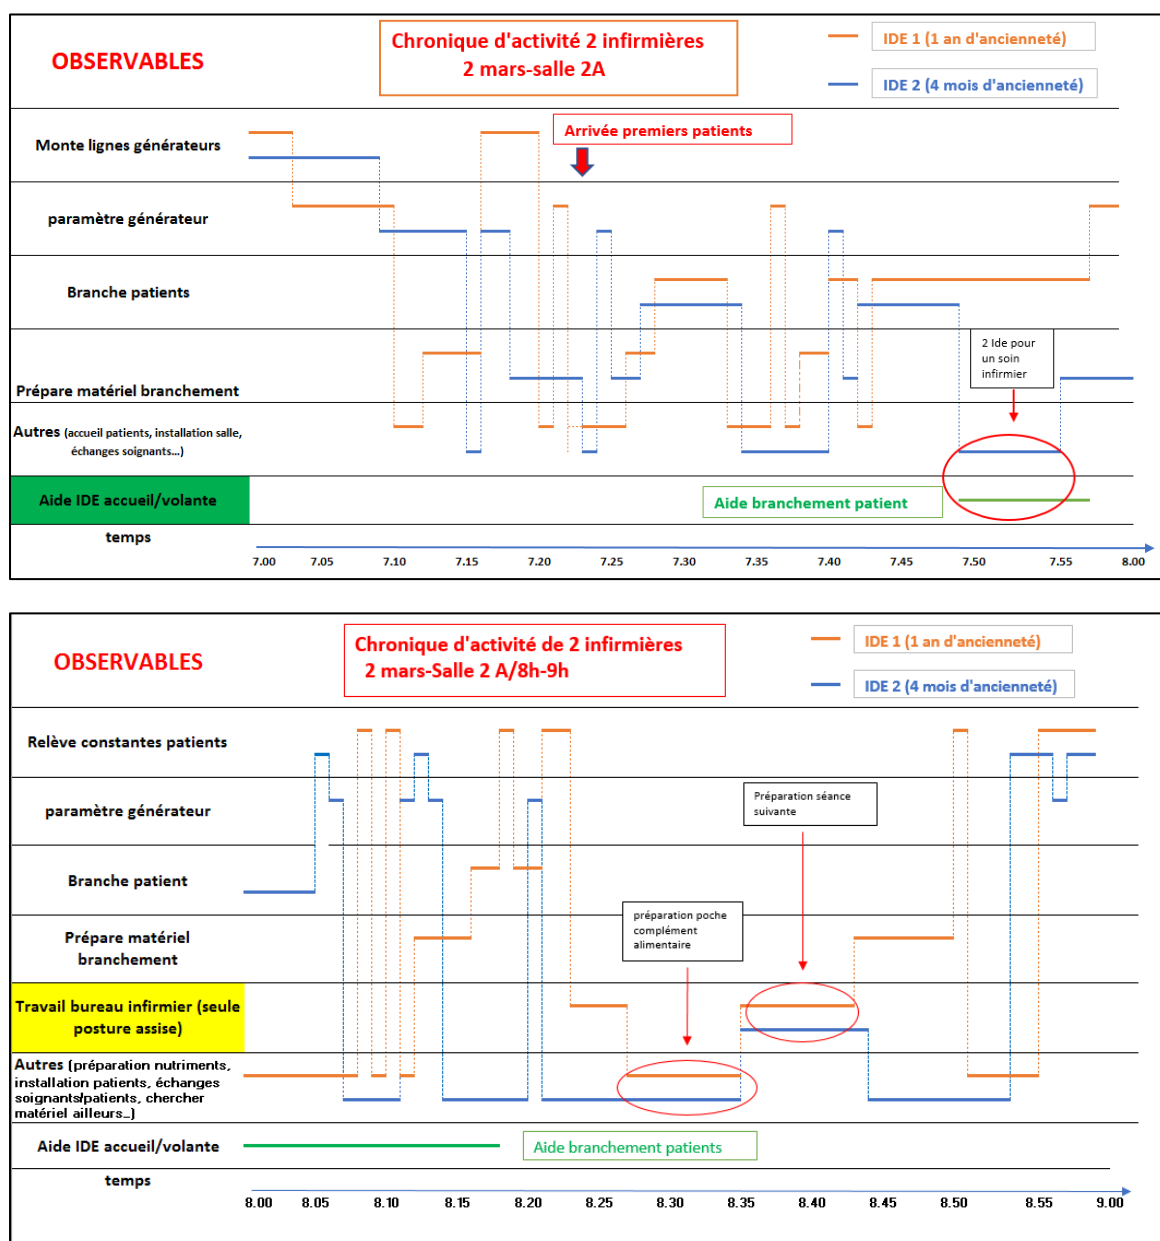 OBSERVABLES
Chronique d'activité 2 infirmières
2 mars-salle 2A
IDE 1 (1 an d'ancienneté)
IDE 2 (4 mois d'ancienneté)
Monte lignes générateurs
Arrivée premiers patients
paramètre générateur
Branche patients
2 Ide pour
un soin
infirmier
Prépare matériel branchement
Autres (accueil patients, installation salle,
échanges soignants...)
Aide IDE accueil/volante
Aide branchement patient
temps
7.00 7.05 7.10 7.15 7.20 7.25 7.30 7.35 7.40 7.45 7.50 7.55 8.00
OBSERVABLES
Chronique d'activité de 2 infirmières
2 mars-Salle 2 A/8h-9h
IDE 1 (1 an d'ancienneté)
IDE 2 (4 mois d'ancienneté)
Relève constantes patients
paramètre générateur
Préparation séance
suivante
Branche patient
préparation poche
complément
alimentaire
Prépare matériel
branchement
Travail bureau infirmier (seule
posture assise)
Autres (préparation nutriments,
installation patients, échanges
soignants/patients, chercher
matériel ailleurs...)
Aide IDE accueil/volante
Aide branchement patients
temps
8.00 8.05 8.10 8.15 8.20 8.25 8.30 8.35 8.40 8.45 8.50 8.55 9.00